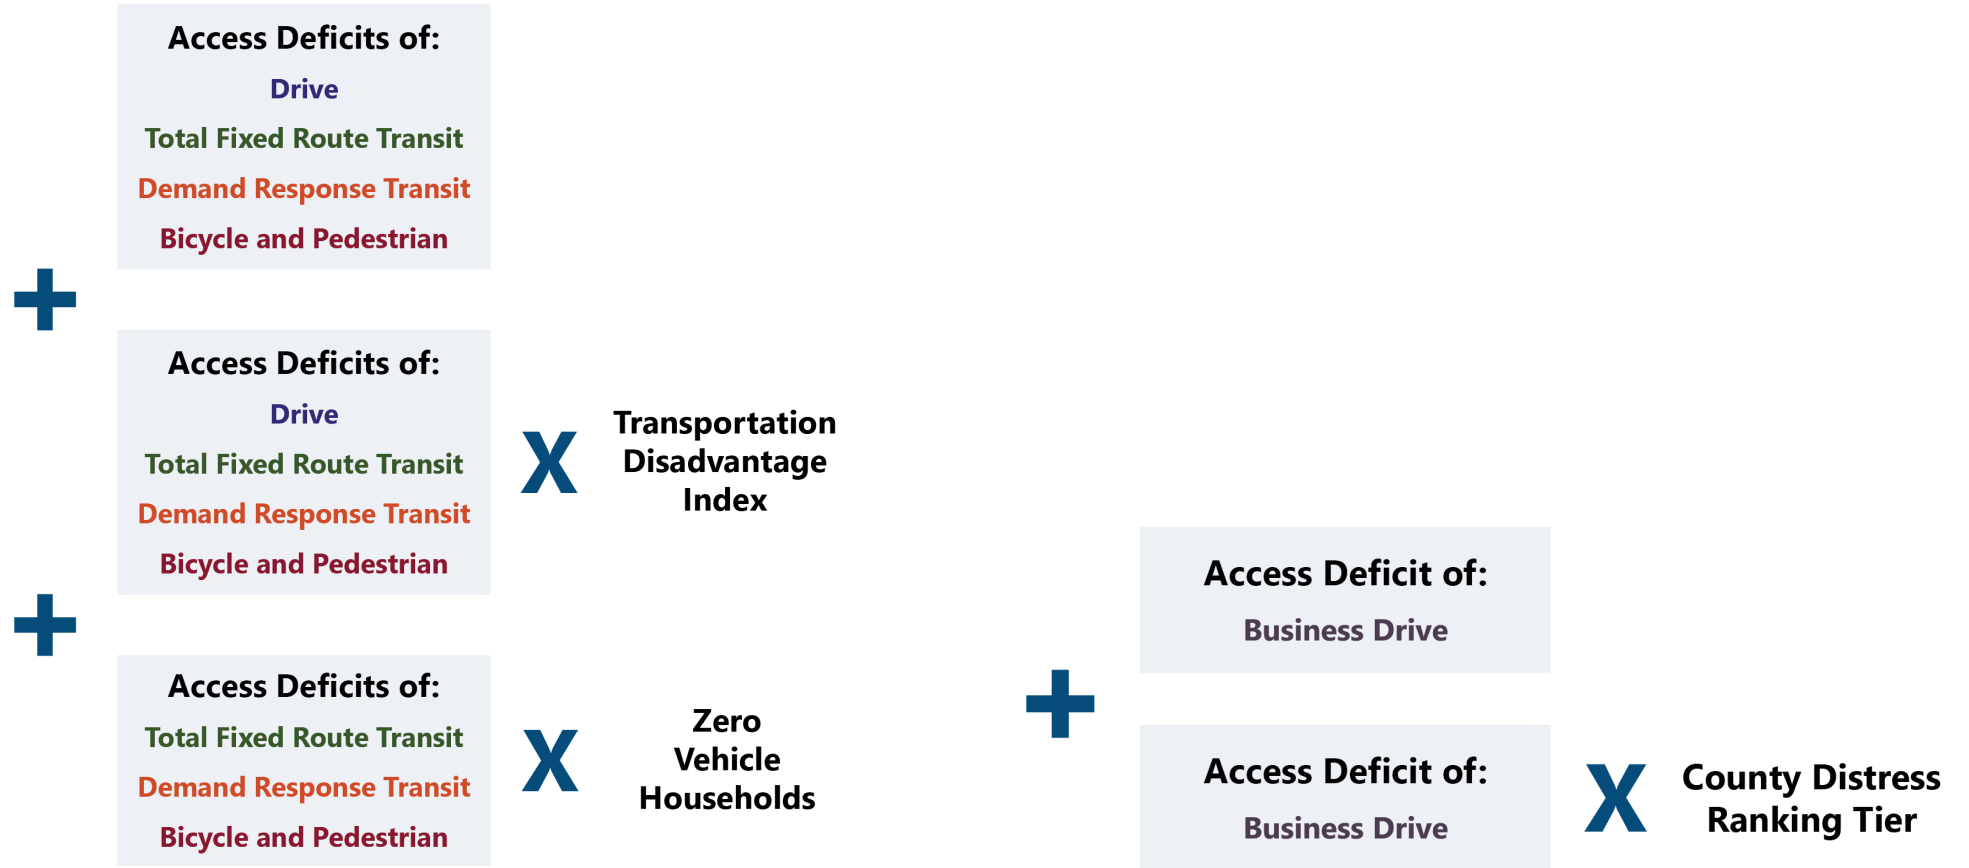 Access Deficits of:
Drive
Total Fixed Route Transit
Demand Response Transit
Bicycle and Pedestrian
+
Access Deficits of:
Drive
Total Fixed Route Transit
Demand Response Transit
Bicycle and Pedestrian
X
Transportation
Disadvantage
Index
+
Access Deficits of:
Total Fixed Route Transit
Demand Response Transit
Bicycle and Pedestrian
X
Zero
Vehicle
Households
Access Deficit of:
Business Drive
+
Access Deficit of:
Business Drive
X
County Distress
Ranking Tier